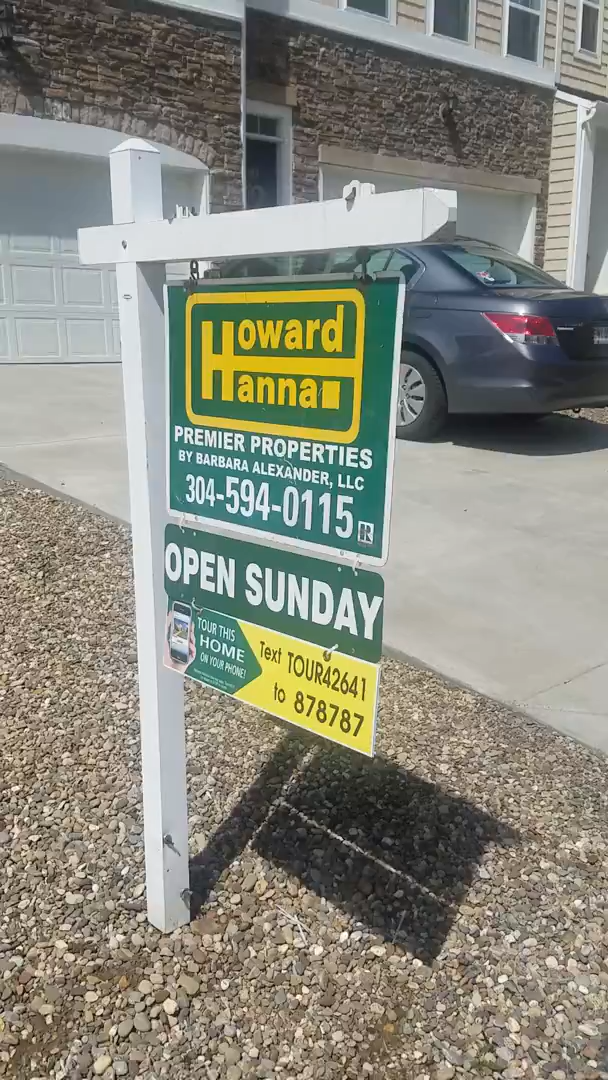 Howard
Hanna
PREMIER PROPERTIES
BY BARBARA ALEXANDER, LLC
304-594-0115
R
OPEN SUNDAY
TOUR THIS
HOME
ON YOUR PHONE!
Text TOUR42641
to 878787